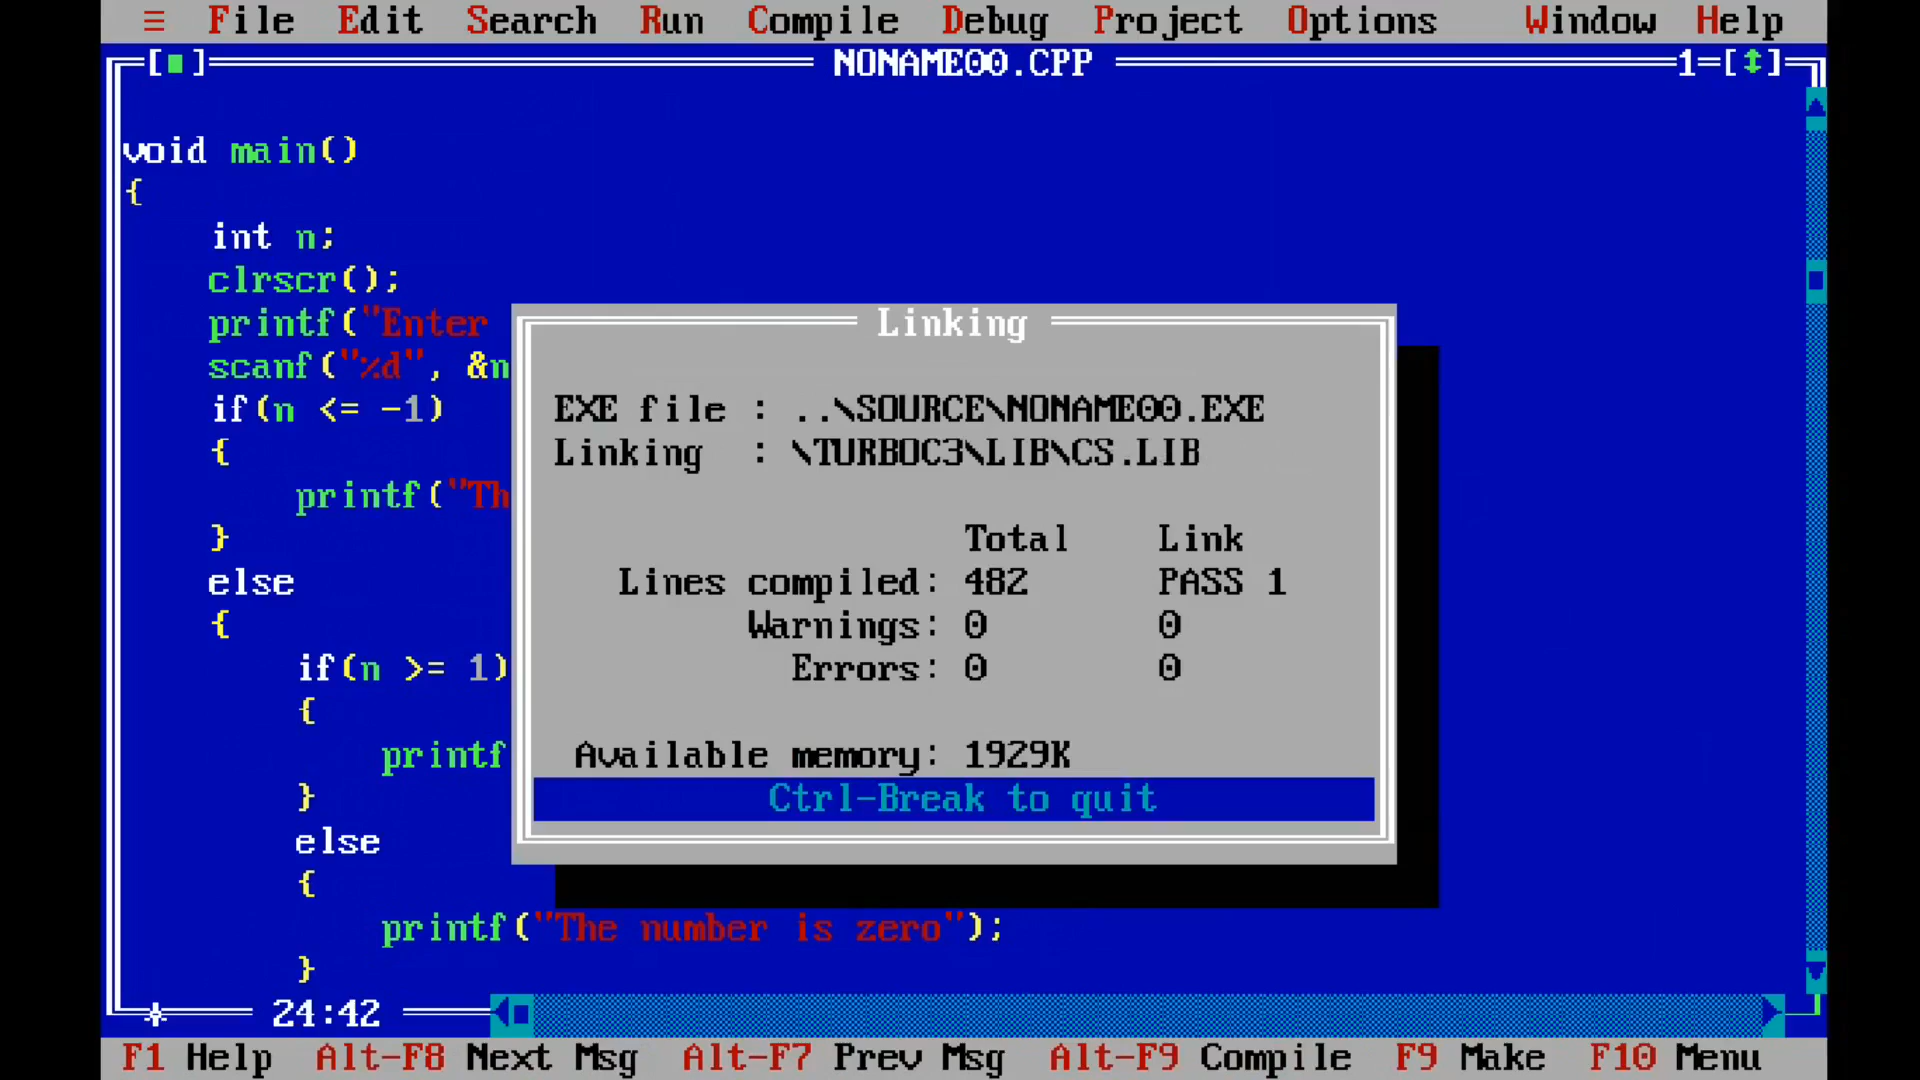 ≡ File Edit Search Run Compile Debug Project Options Window Help
[■] NONAME00.CPP 1=[↕]
void main()
{
int n;
clrscr();
printf("Enter
scanf("%d", &n
if(n <= -1)
{
printf("Th
}
else
{
if(n >= 1)
{
printf
}
else
{
printf("The number is zero");
}
Linking
EXE file : ..\SOURCE\NONAME00.EXE
Linking : \TURBOC3\LIB\CS.LIB
Total Link
Lines compiled: 482 PASS 1
Warnings: 0 0
Errors: 0 0
Available memory: 1929K
Ctrl-Break to quit
* 24:42
F1 Help Alt-F8 Next Msg Alt-F7 Prev Msg Alt-F9 Compile F9 Make F10 Menu